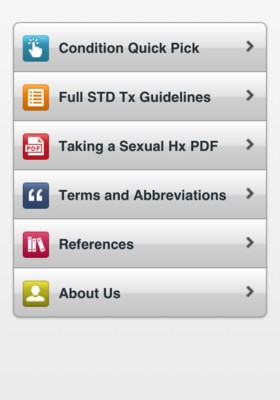 Condition Quick Pick
Full STD Tx Guidelines
PDF
Taking a Sexual Hx PDF
Terms and Abbreviations
References
About Us